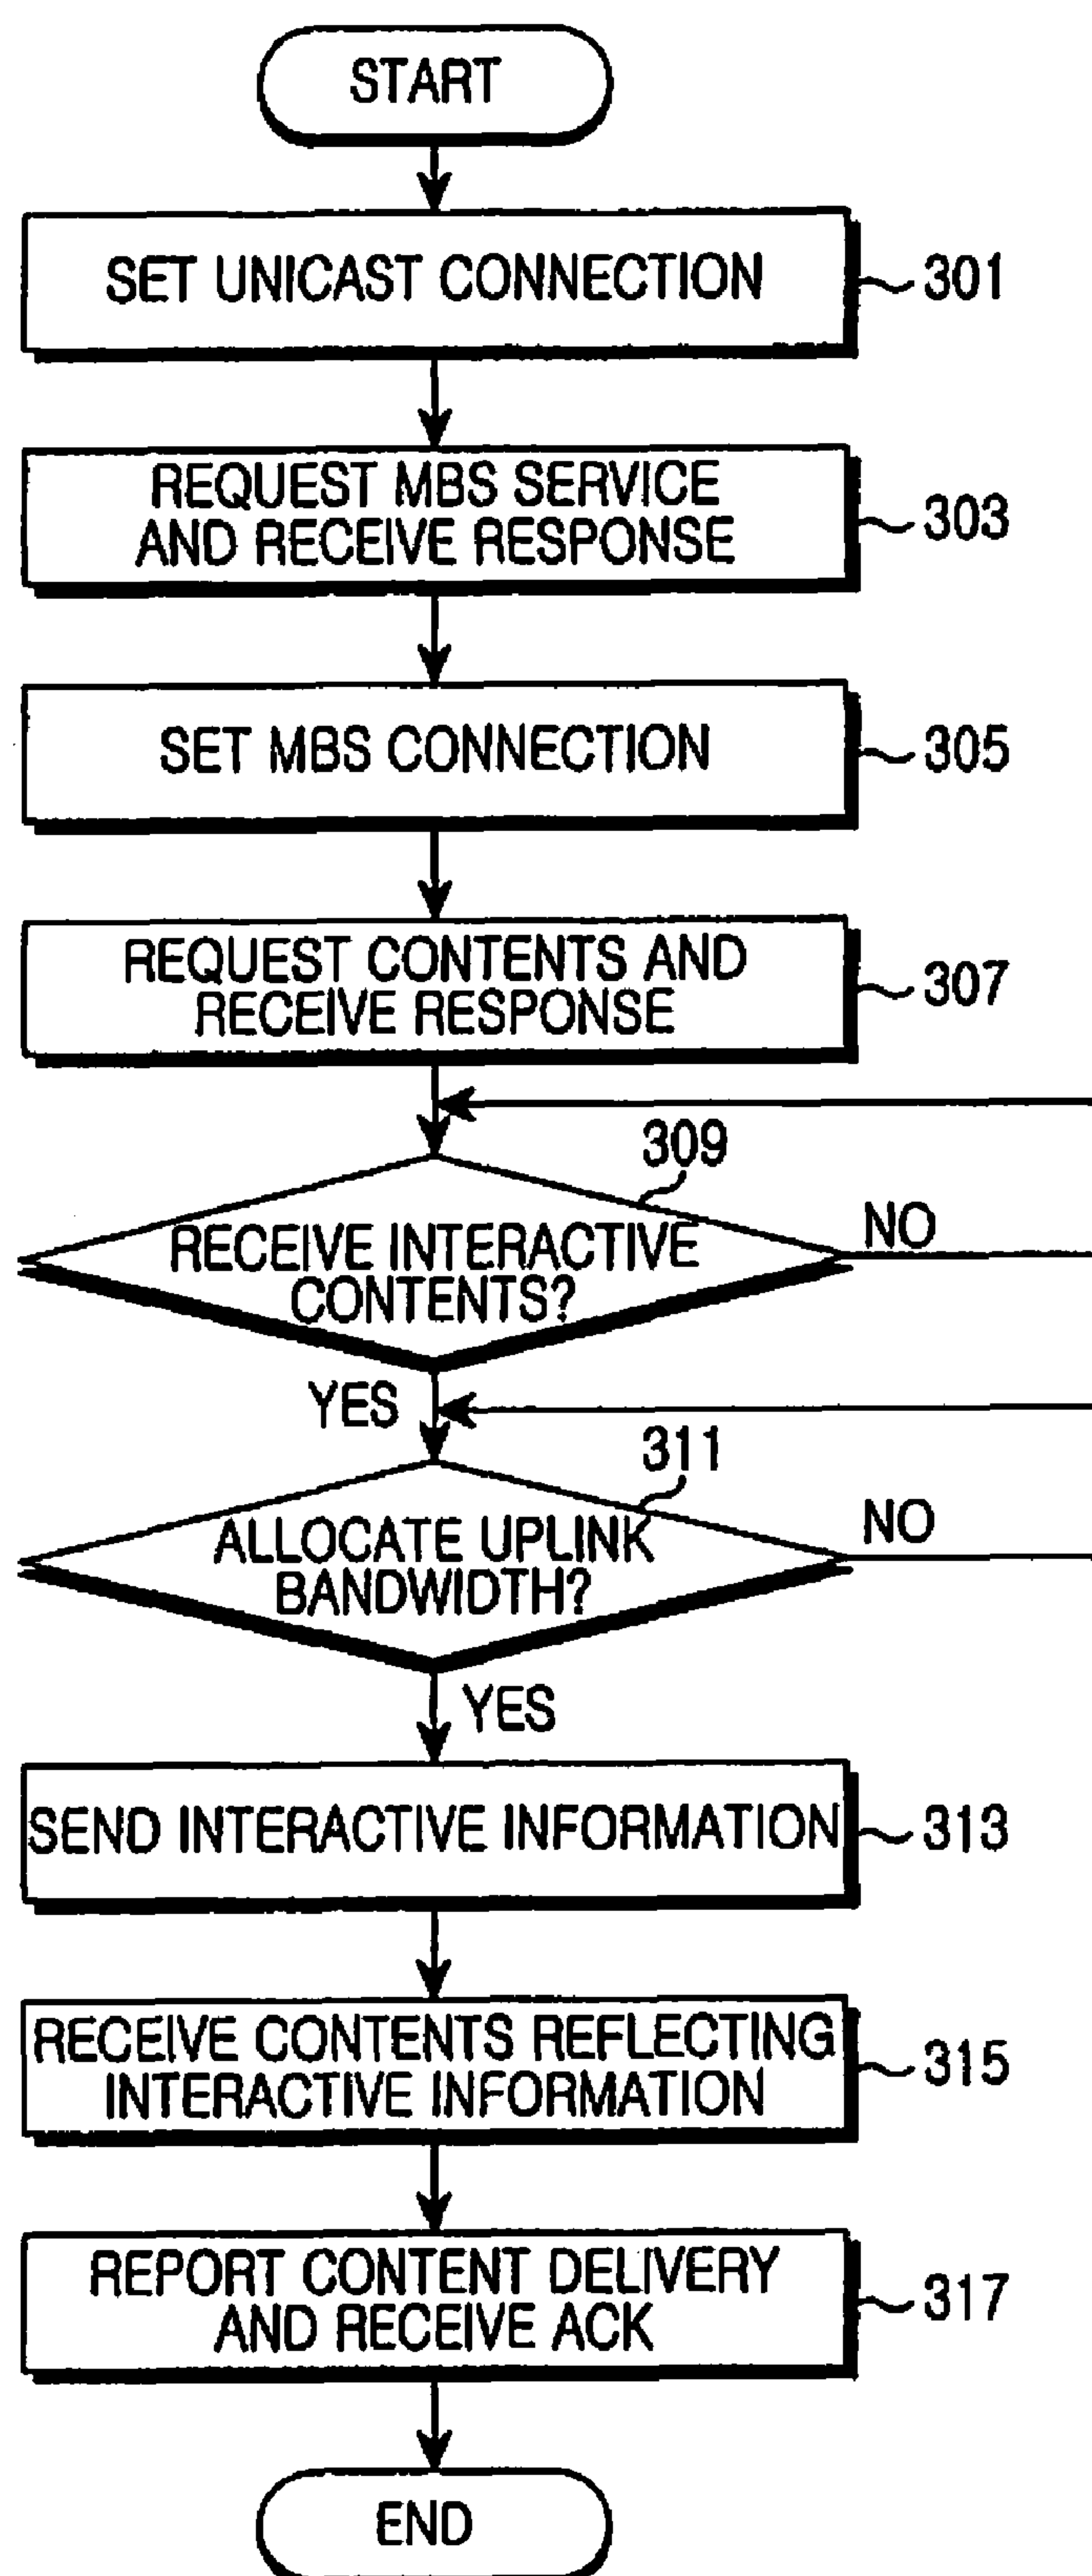 START
SET UNICAST CONNECTION
301
REQUEST MBS SERVICE
AND RECEIVE RESPONSE
303
SET MBS CONNECTION
305
REQUEST CONTENTS AND
RECEIVE RESPONSE
307
309
RECEIVE INTERACTIVE
CONTENTS?
NO
YES
311
ALLOCATE UPLINK
BANDWIDTH?
NO
YES
SEND INTERACTIVE INFORMATION
313
RECEIVE CONTENTS REFLECTING
INTERACTIVE INFORMATION
315
REPORT CONTENT DELIVERY
AND RECEIVE ACK
317
END